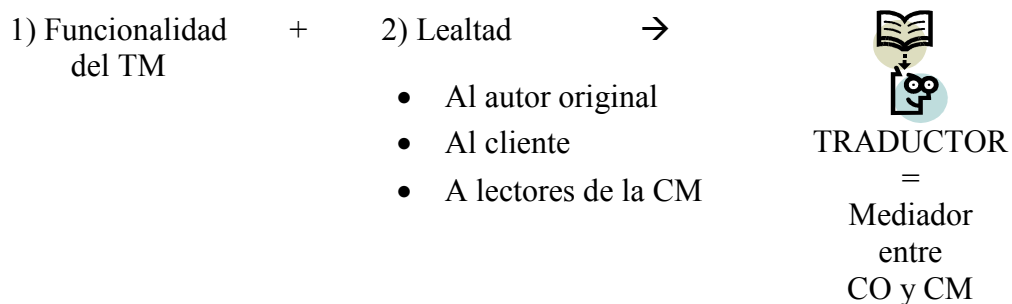 1) Funcionalidad + 2) Lealtad →
del TM
• Al autor original
• Al cliente
• A lectores de la CM
TRADUCTOR
=
Mediador
entre
CO y CM